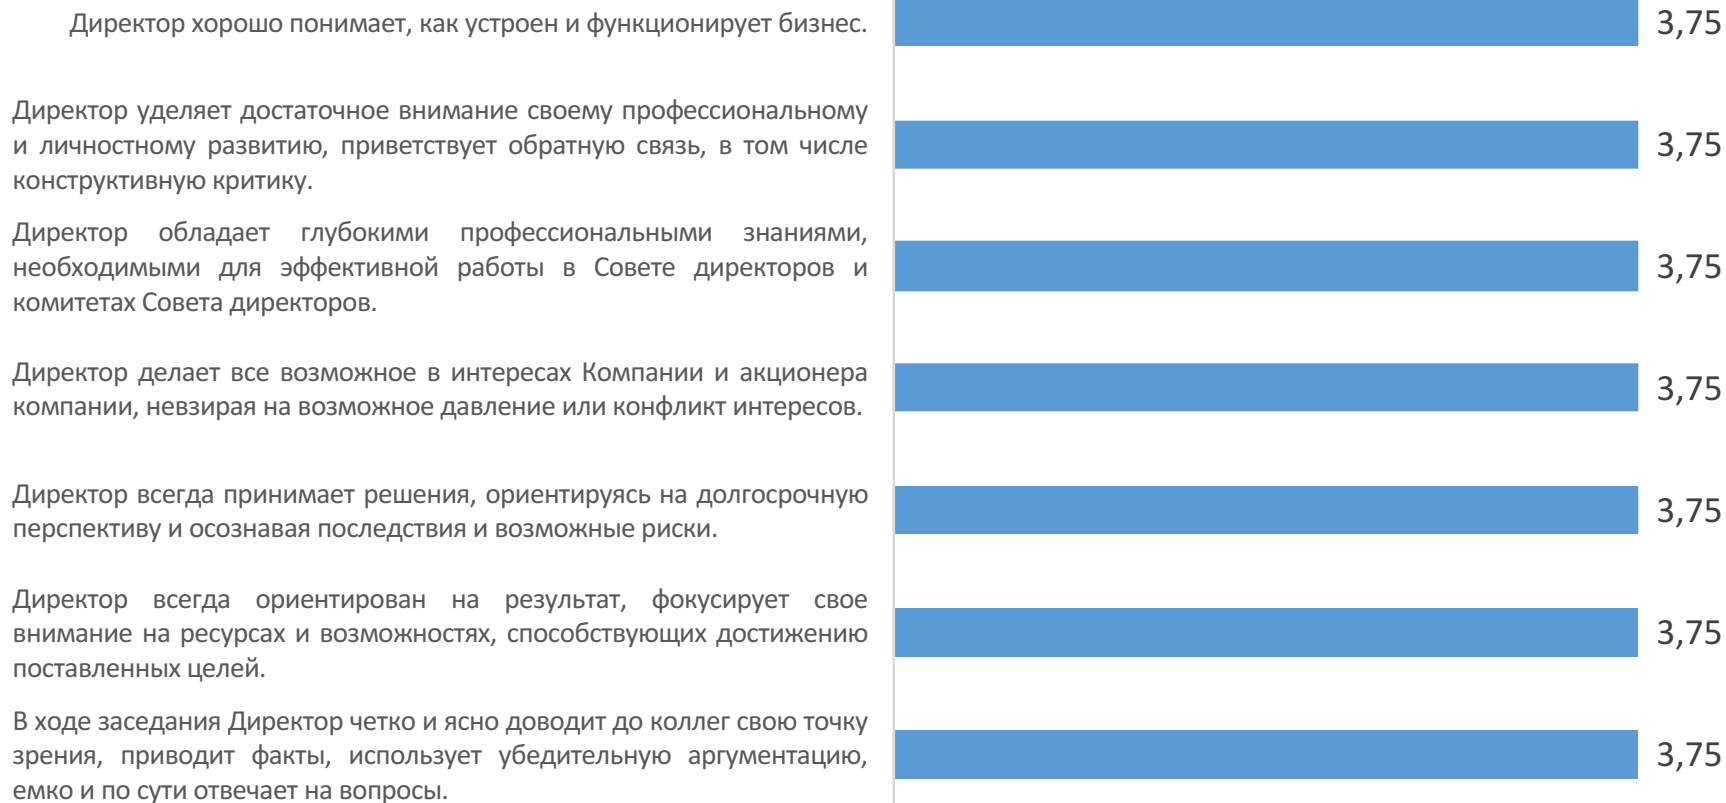 Директор хорошо понимает, как устроен и функционирует бизнес.
3,75
Директор уделяет достаточное внимание своему профессиональному
и личностному развитию, приветствует обратную связь, в том числе
конструктивную критику.
3,75
Директор обладает глубокими профессиональными знаниями,
необходимыми для эффективной работы в Совете директоров и
комитетах Совета директоров.
3,75
Директор делает все возможное в интересах Компании и акционера
компании, невзирая на возможное давление или конфликт интересов.
3,75
Директор всегда принимает решения, ориентируясь на долгосрочную
перспективу и осознавая последствия и возможные риски.
3,75
Директор всегда ориентирован на результат, фокусирует свое
внимание на ресурсах и возможностях, способствующих достижению
поставленных целей.
3,75
В ходе заседания Директор четко и ясно доводит до коллег свою точку
зрения, приводит факты, использует убедительную аргументацию,
емко и по сути отвечает на вопросы.
3,75